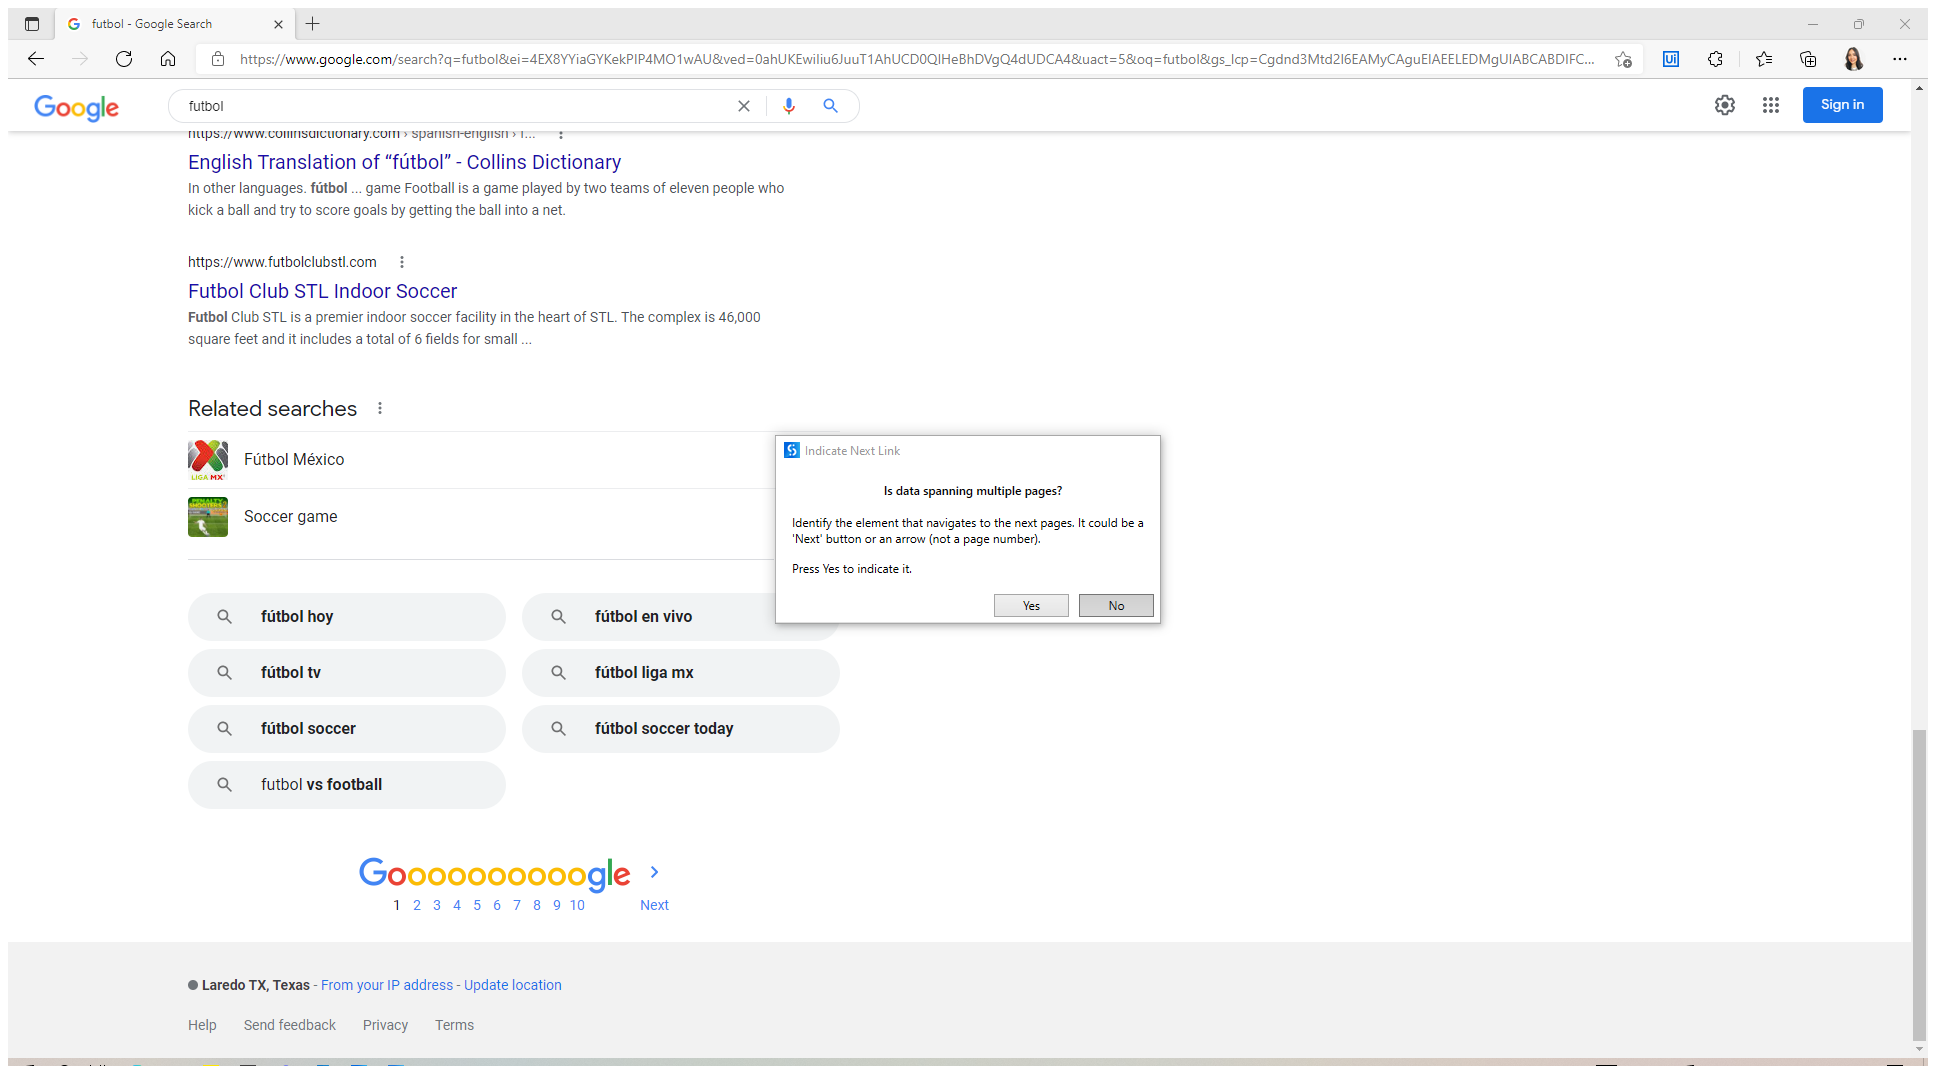 futbol - Google Search
https://www.google.com/search?q=futbol&ei=4EX8YYiaGYKekPIP4MO1wAU&ved=0ahUKEwiIiu6JuuT1AhUCD0QIHeBhDVgQ4dUDCA4&uact=5&oq=futbol&gs_lcp=Cgdnd3Mtd2l6EAMyCAguEIAEELEDMgUIABCABDIFC...
Ui
Google
futbol
Sign in
https://www.collinsdictionary.com › spanish-english › f...
English Translation of “fútbol” - Collins Dictionary
In other languages. fútbol ... game Football is a game played by two teams of eleven people who
kick a ball and try to score goals by getting the ball into a net.
https://www.futbolclubstl.com
Futbol Club STL Indoor Soccer
Futbol Club STL is a premier indoor soccer facility in the heart of STL. The complex is 46,000
square feet and it includes a total of 6 fields for small ...
Related searches
LIGA MX
Fútbol México
PENALTY
Soccer game
Indicate Next Link
Is data spanning multiple pages?
Identify the element that navigates to the next pages. It could be a
'Next' button or an arrow (not a page number).
Press Yes to indicate it.
Yes No
fútbol hoy
fútbol en vivo
fútbol tv
fútbol liga mx
fútbol soccer
fútbol soccer today
futbol vs football
Goooooooooogle
1 2 3 4 5 6 7 8 9 10 Next
Laredo TX, Texas - From your IP address - Update location
Help Send feedback Privacy Terms